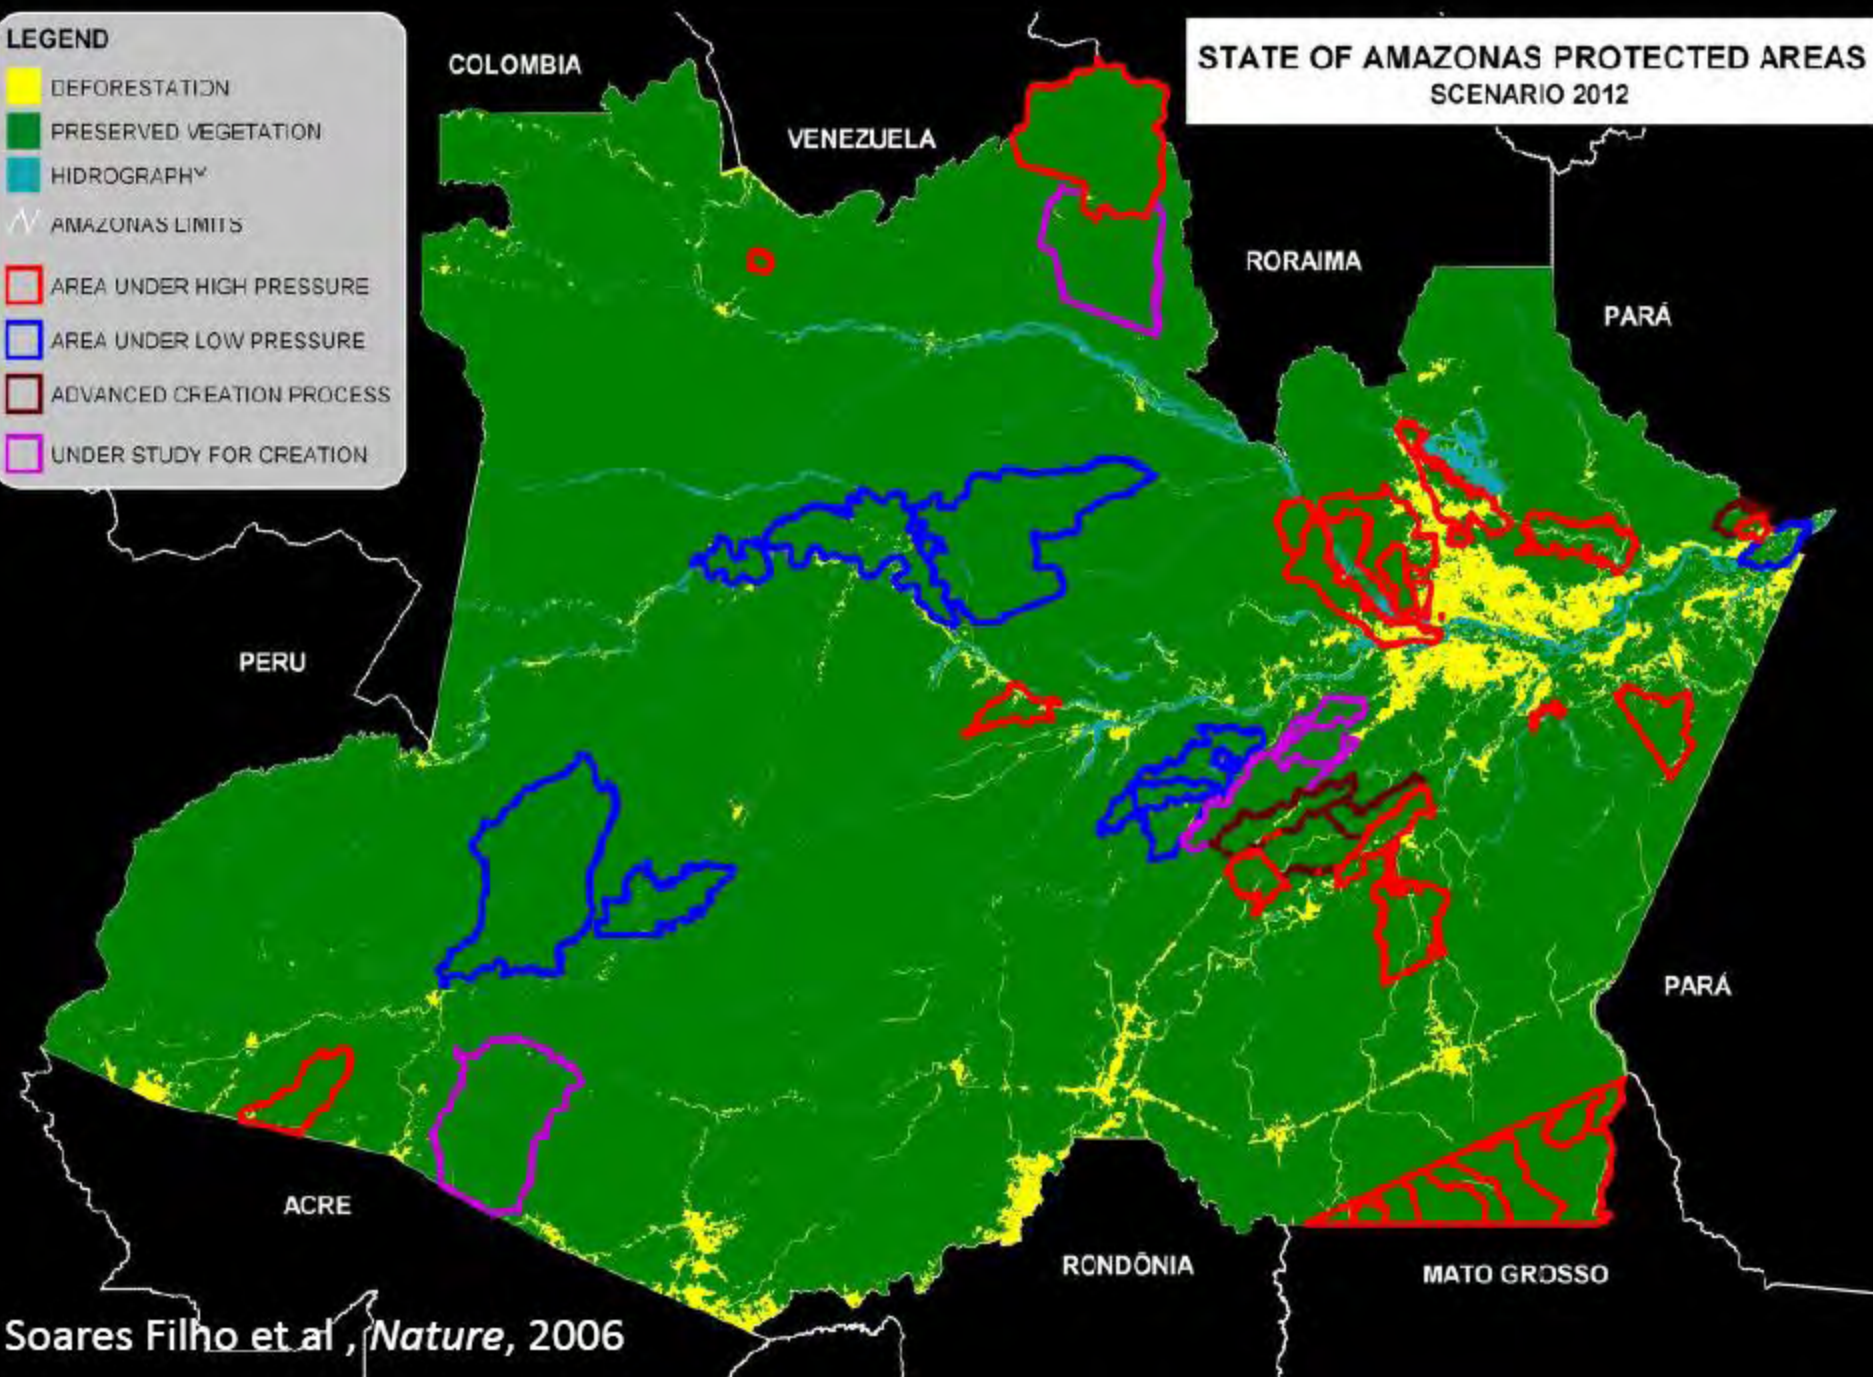 LEGEND
DEFORESTATION
PRESERVED VEGETATION
HIDROGRAPHY
AMAZONAS LIMITS
AREA UNDER HIGH PRESSURE
AREA UNDER LOW PRESSURE
ADVANCED CREATION PROCESS
UNDER STUDY FOR CREATION
STATE OF AMAZONAS PROTECTED AREAS
SCENARIO 2012
COLOMBIA
VENEZUELA
RORAIMA
PARÁ
PERU
PARÁ
ACRE
RONDÔNIA
MATO GROSSO
Soares Filho et al , Nature, 2006